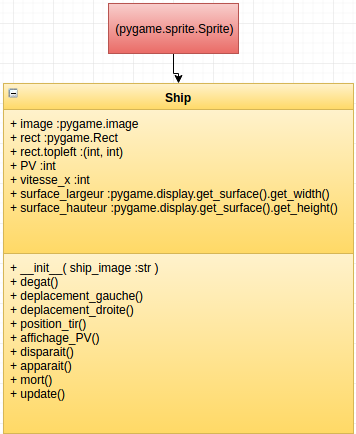 (pygame.sprite.Sprite)
Ship
+ image :pygame.image
+ rect :pygame.Rect
+ rect.topleft :(int, int)
+ PV :int
+ vitesse_x :int
+ surface_largeur :pygame.display.get_surface().get_width()
+ surface_hauteur :pygame.display.get_surface().get_height()
+ __init__( ship_image :str )
+ degat()
+ deplacement_gauche()
+ deplacement_droite()
+ position_tir()
+ affichage_PV()
+ disparait()
+ apparait()
+ mort()
+ update()